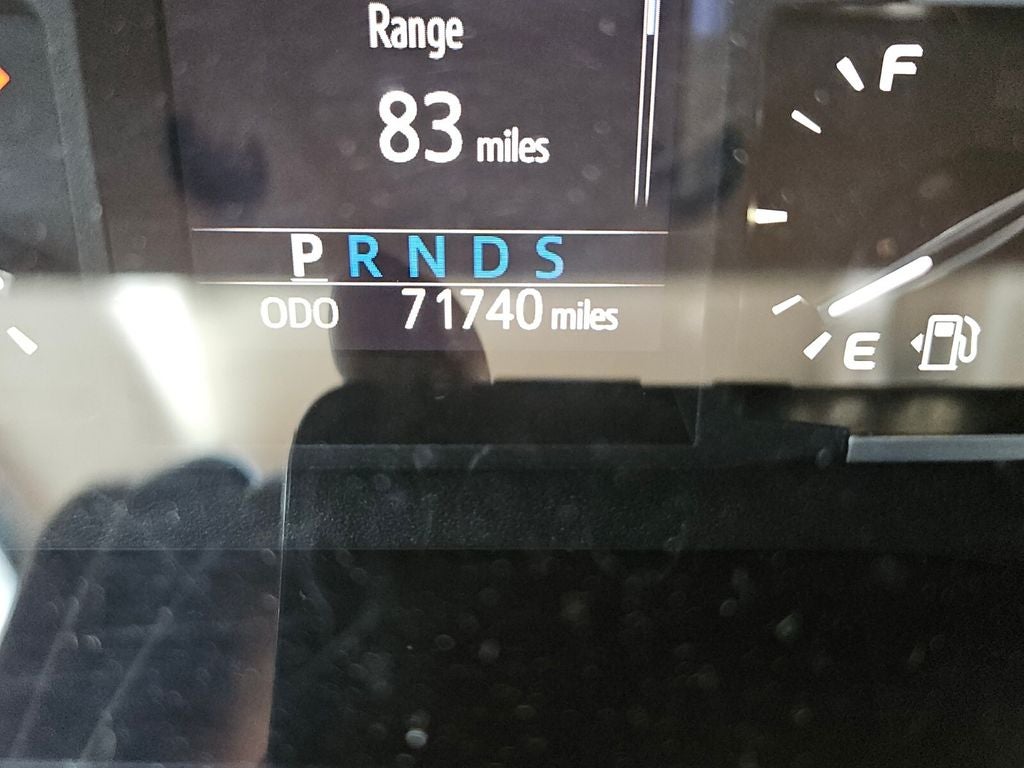 Range
83 miles
F
P R N D S
ODO 71740 miles
E